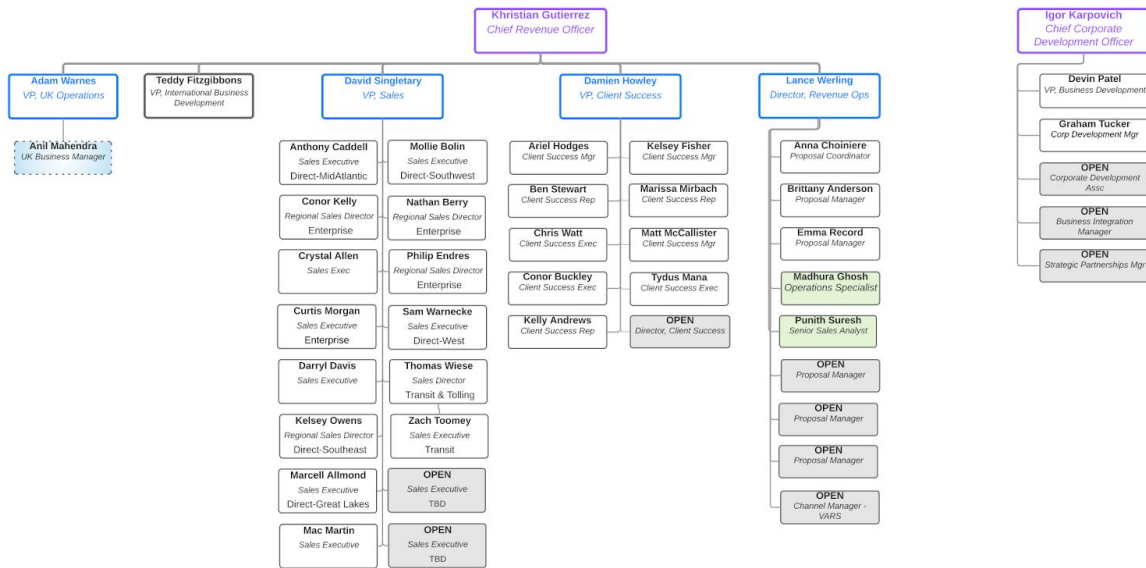 Khristian Gutierrez
Chief Revenue Officer
Igor Karpovich
Chief Corporate
Development Officer
Adam Warnes
VP, UK Operations
Teddy Fitzgibbons
VP, International Business
Development
David Singletary
VP, Sales
Damien Howley
VP, Client Success
Lance Werling
Director, Revenue Ops
Anil Mahendra
UK Business Manager
Anthony Caddell
Sales Executive
Direct-MidAtlantic
Mollie Bolin
Sales Executive
Direct-Southwest
Conor Kelly
Regional Sales Director
Enterprise
Nathan Berry
Regional Sales Director
Enterprise
Crystal Allen
Sales Exec
Philip Endres
Regional Sales Director
Enterprise
Curtis Morgan
Sales Executive
Enterprise
Sam Warnecke
Sales Executive
Direct-West
Darryl Davis
Sales Executive
Thomas Wiese
Sales Director
Transit & Tolling
Kelsey Owens
Regional Sales Director
Direct-Southeast
Zach Toomey
Sales Executive
Transit
Marcell Allmond
Sales Executive
Direct-Great Lakes
OPEN
Sales Executive
TBD
Mac Martin
Sales Executive
OPEN
Sales Executive
TBD
Ariel Hodges
Client Success Mgr
Kelsey Fisher
Client Success Mgr
Ben Stewart
Client Success Rep
Marissa Mirbach
Client Success Rep
Chris Watt
Client Success Exec
Matt McCallister
Client Success Mgr
Conor Buckley
Client Success Exec
Tydus Mana
Client Success Exec
Kelly Andrews
Client Success Rep
OPEN
Director, Client Success
Anna Choiniere
Proposal Coordinator
Brittany Anderson
Proposal Manager
Emma Record
Proposal Manager
Madhura Ghosh
Operations Specialist
Punith Suresh
Senior Sales Analyst
OPEN
Proposal Manager
OPEN
Proposal Manager
OPEN
Proposal Manager
OPEN
Channel Manager -
VARS
Devin Patel
VP, Business Development
Graham Tucker
Corp Development Mgr
OPEN
Corporate Development
Assc
OPEN
Business Integration
Manager
OPEN
Strategic Partnerships Mgr